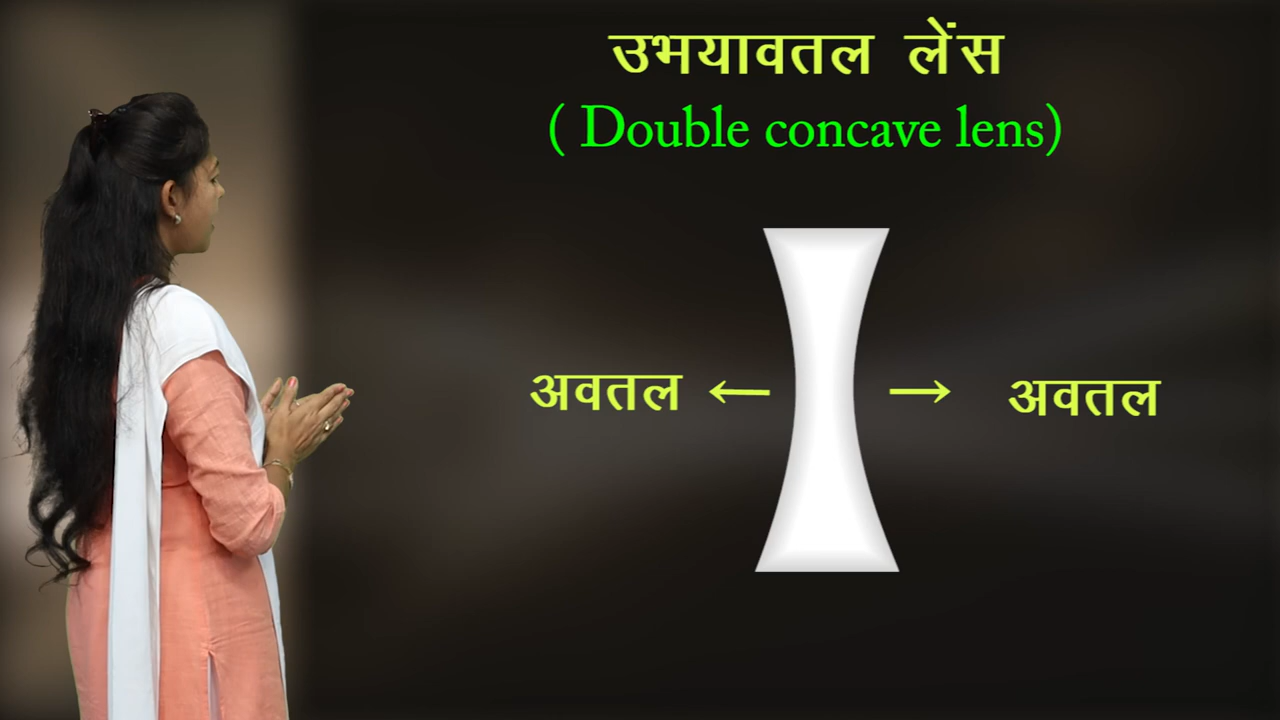 उभयावतल लेंस
( Double concave lens)
अवतल ← → अवतल